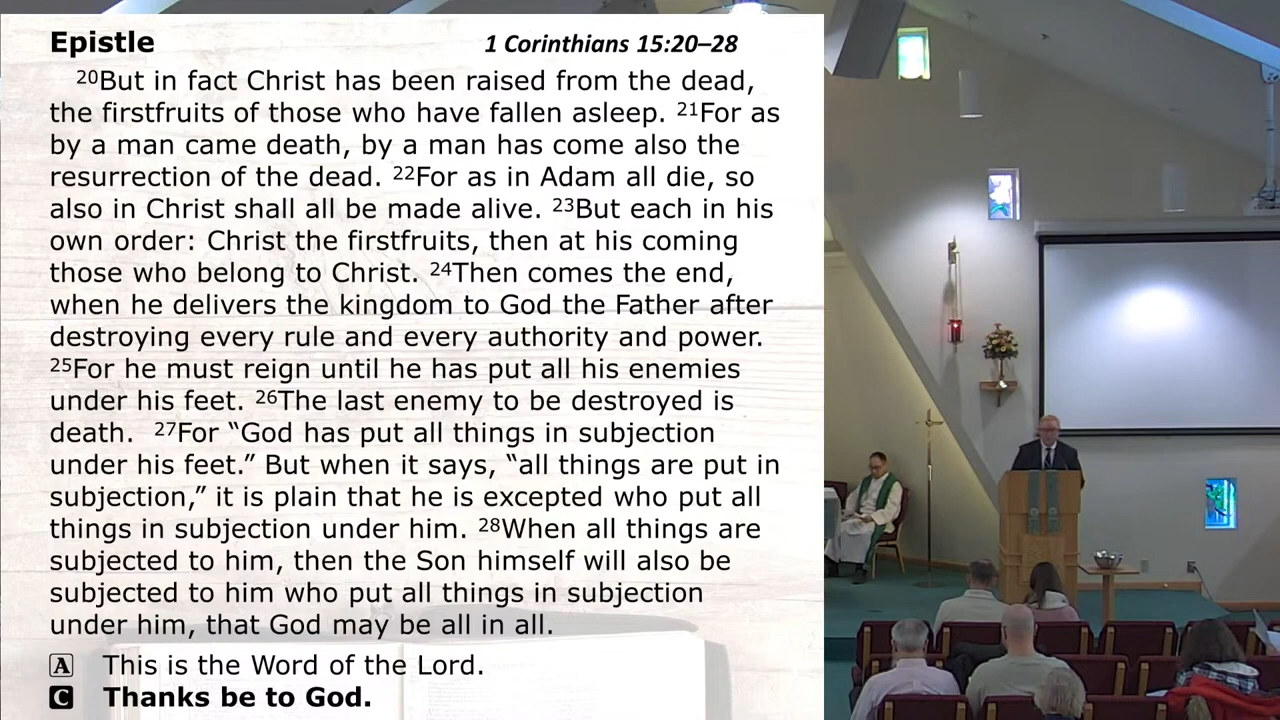 Epistle 1 Corinthians 15:20–28
20But in fact Christ has been raised from the dead,
the firstfruits of those who have fallen asleep. 21For as
by a man came death, by a man has come also the
resurrection of the dead. 22For as in Adam all die, so
also in Christ shall all be made alive. 23But each in his
own order: Christ the firstfruits, then at his coming
those who belong to Christ. 24Then comes the end,
when he delivers the kingdom to God the Father after
destroying every rule and every authority and power.
25For he must reign until he has put all his enemies
under his feet. 26The last enemy to be destroyed is
death. 27For “God has put all things in subjection
under his feet.” But when it says, “all things are put in
subjection,” it is plain that he is excepted who put all
things in subjection under him. 28When all things are
subjected to him, then the Son himself will also be
subjected to him who put all things in subjection
under him, that God may be all in all.
A This is the Word of the Lord.
C Thanks be to God.